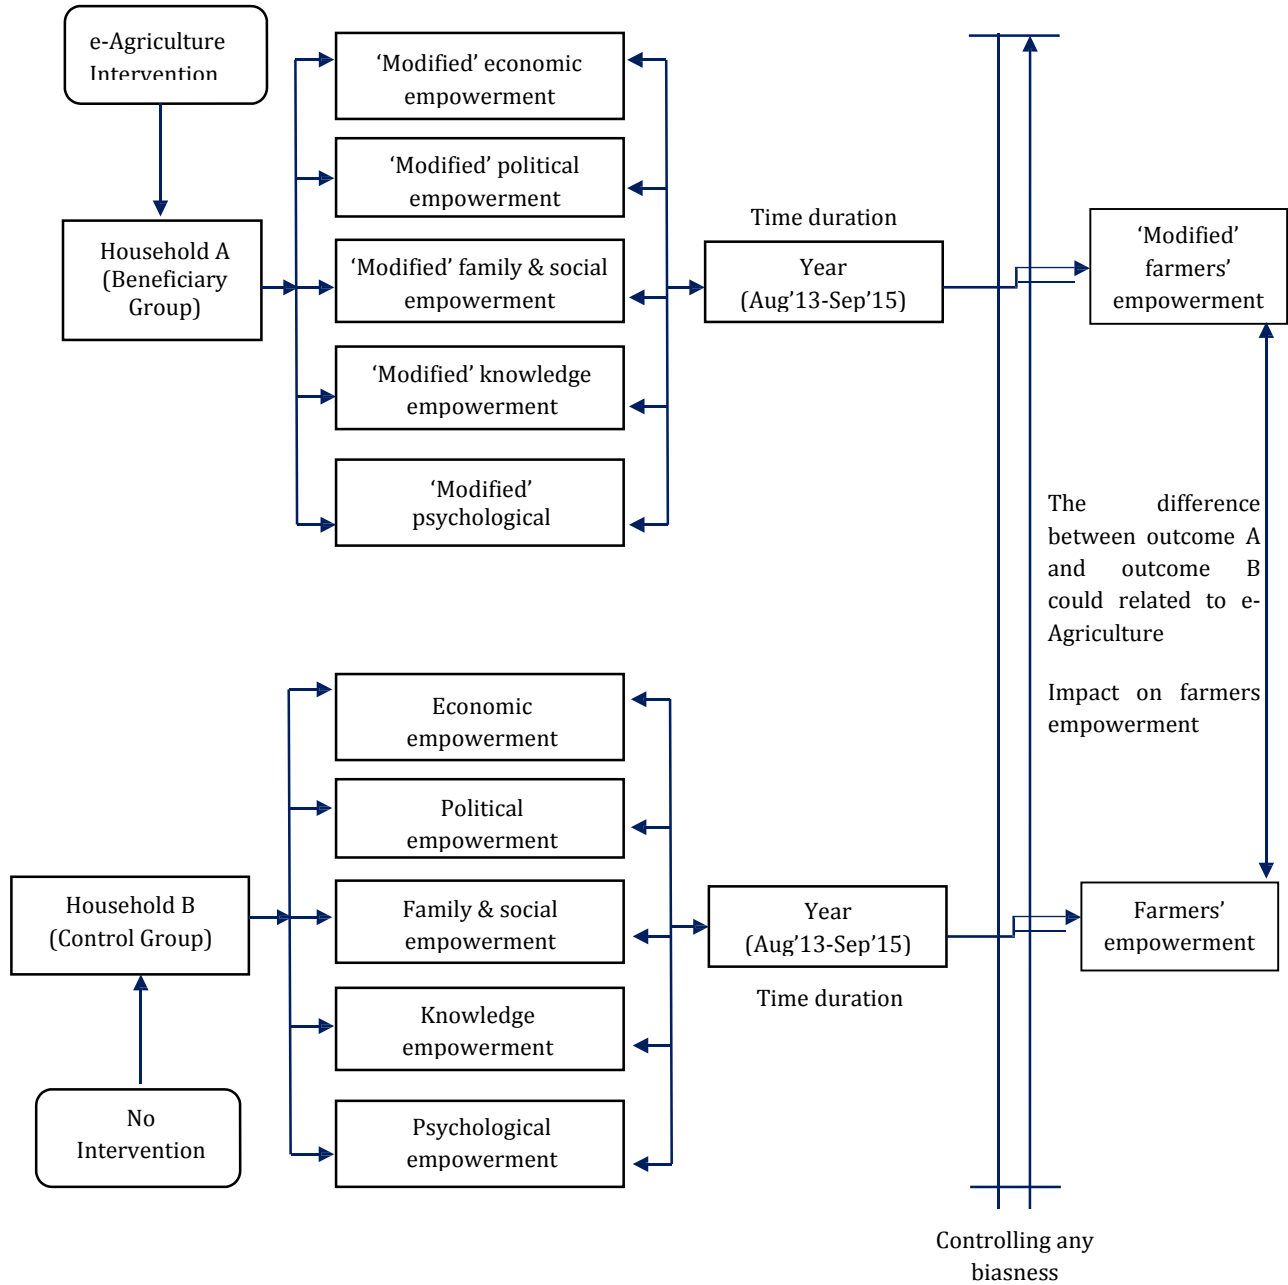 e-Agriculture
Intervention
Household A
(Beneficiary
Group)
‘Modified’ economic
empowerment
‘Modified’ political
empowerment
‘Modified’ family & social
empowerment
‘Modified’ knowledge
empowerment
‘Modified’
psychological
Time duration
Year
(Aug’13-Sep’15)
‘Modified’
farmers’
empowerment
The difference
between outcome A
and outcome B
could related to e-
Agriculture
Impact on farmers
empowerment
Household B
(Control Group)
No
Intervention
Economic
empowerment
Political
empowerment
Family & social
empowerment
Knowledge
empowerment
Psychological
empowerment
Year
(Aug’13-Sep’15)
Time duration
Farmers’
empowerment
Controlling any
biasness